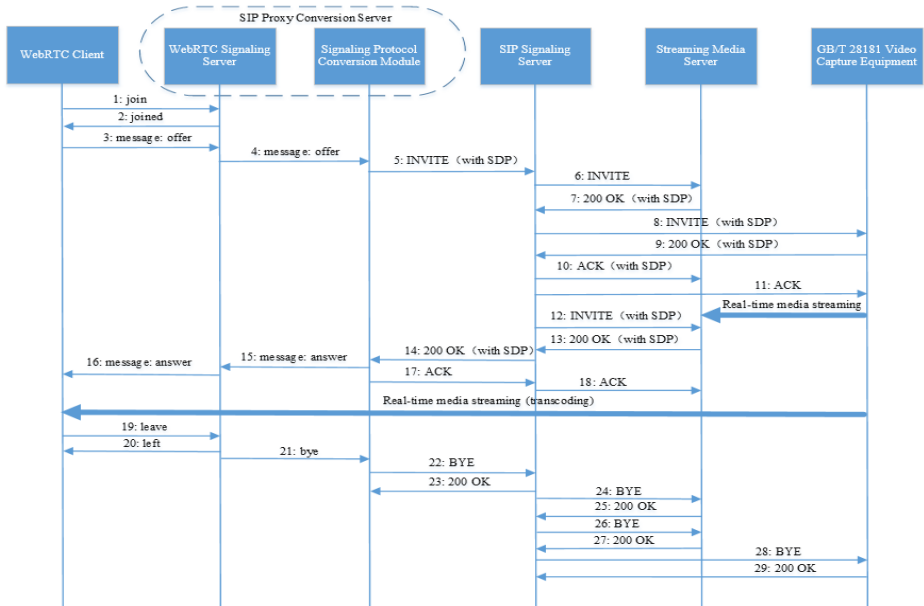 SIP Proxy Conversion Server
WebRTC Client
WebRTC Signaling
Server
Signaling Protocol
Conversion Module
SIP Signaling
Server
Streaming Media
Server
GB/T 28181 Video
Capture Equipment
1: join
2: joined
3: message: offer
4: message: offer
5: INVITE（with SDP）
6: INVITE
7: 200 OK（with SDP）
8: INVITE（with SDP）
9: 200 OK（with SDP）
10: ACK（with SDP）
11: ACK
Real-time media streaming
12: INVITE（with SDP）
13: 200 OK（with SDP）
14: 200 OK（with SDP）
15: message: answer
16: message: answer
17: ACK
18: ACK
Real-time media streaming (transcoding)
19: leave
20: left
21: bye
22: BYE
23: 200 OK
24: BYE
25: 200 OK
26: BYE
27: 200 OK
28: BYE
29: 200 OK